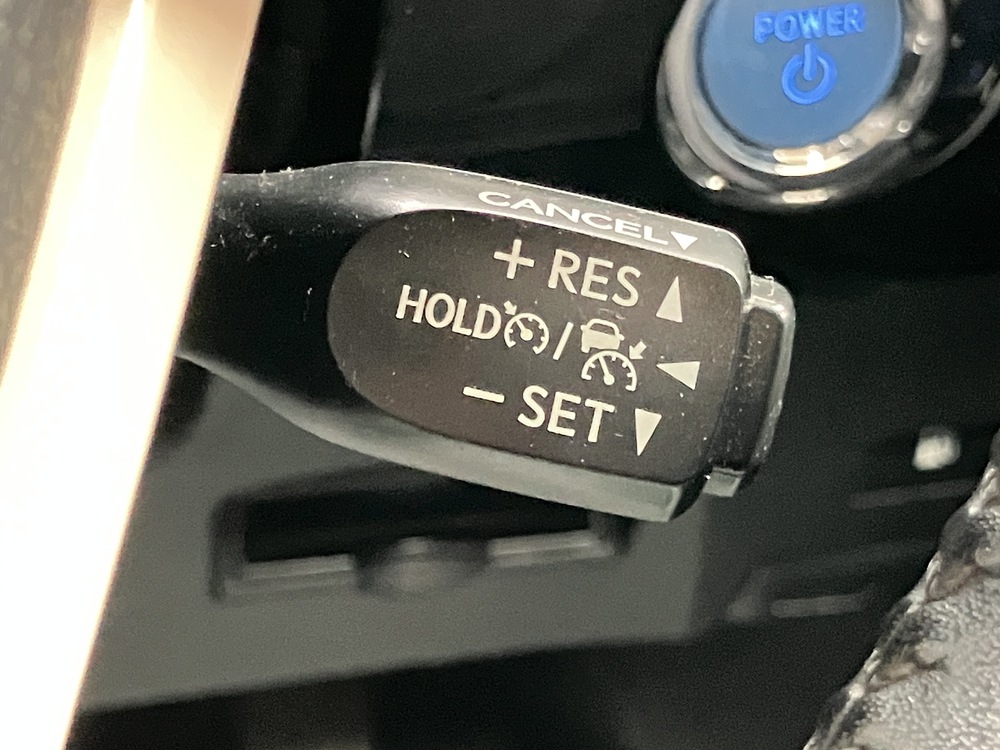 POWER
CANCEL▼
+ RES ▲
HOLD / ◀
− SET ▼